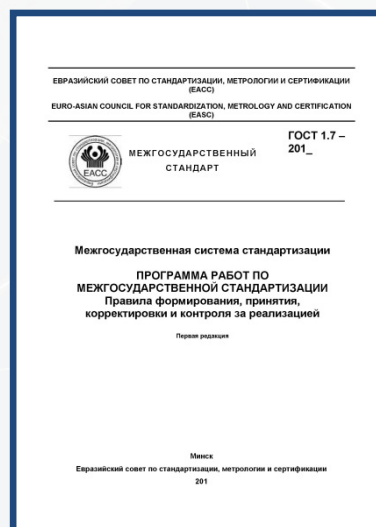 ЕВРАЗИЙСКИЙ СОВЕТ ПО СТАНДАРТИЗАЦИИ, МЕТРОЛОГИИ И СЕРТИФИКАЦИИ
(ЕАСС)
EURO-ASIAN COUNCIL FOR STANDARDIZATION, METROLOGY AND CERTIFICATION
(EASC)
ЕАСС
МЕЖГОСУДАРСТВЕННЫЙ
СТАНДАРТ
ГОСТ 1.7 –
201_
Межгосударственная система стандартизации
ПРОГРАММА РАБОТ ПО
МЕЖГОСУДАРСТВЕННОЙ СТАНДАРТИЗАЦИИ
Правила формирования, принятия,
корректировки и контроля за реализацией
Первая редакция
Минск
Евразийский совет по стандартизации, метрологии и сертификации
201